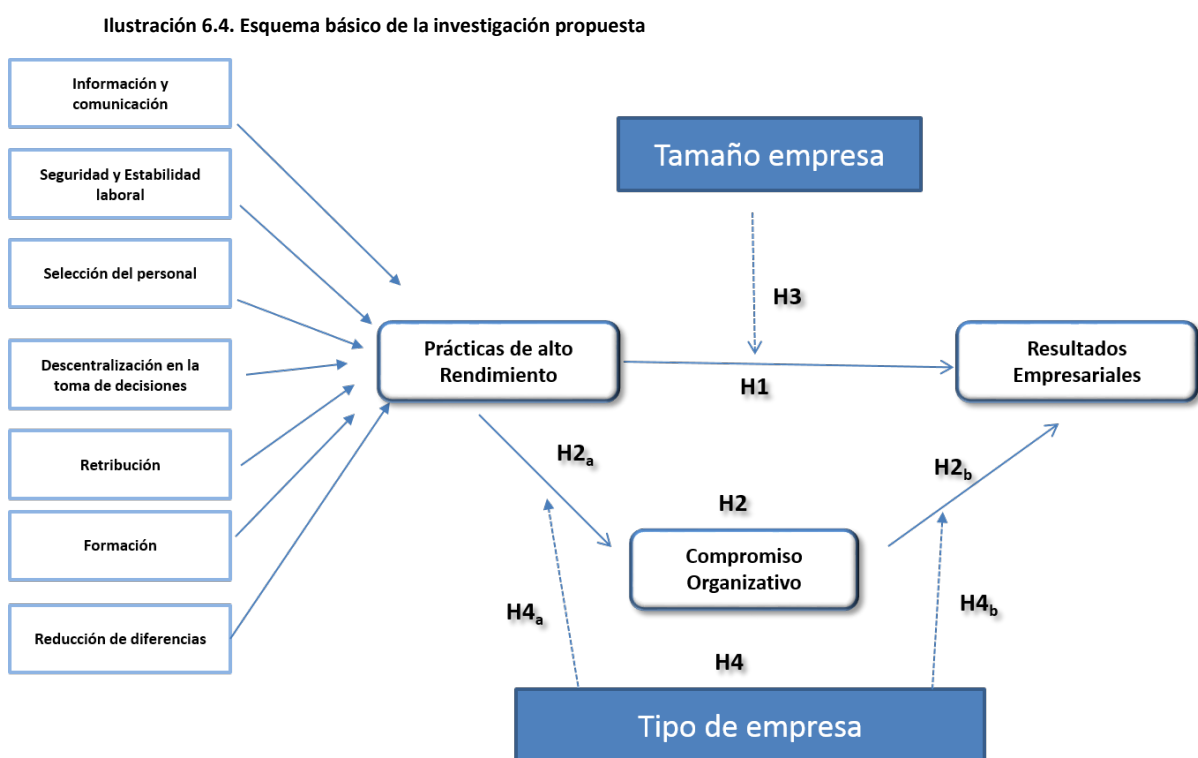 Ilustración 6.4. Esquema básico de la investigación propuesta
Información y
comunicación
Seguridad y Estabilidad
laboral
Selección del personal
Descentralización en la
toma de decisiones
Retribución
Formación
Reducción de diferencias
Tamaño empresa
H3
Prácticas de alto
Rendimiento
H1
Resultados
Empresariales
H2a
H2
H2b
Compromiso
Organizativo
H4a
H4
H4b
Tipo de empresa